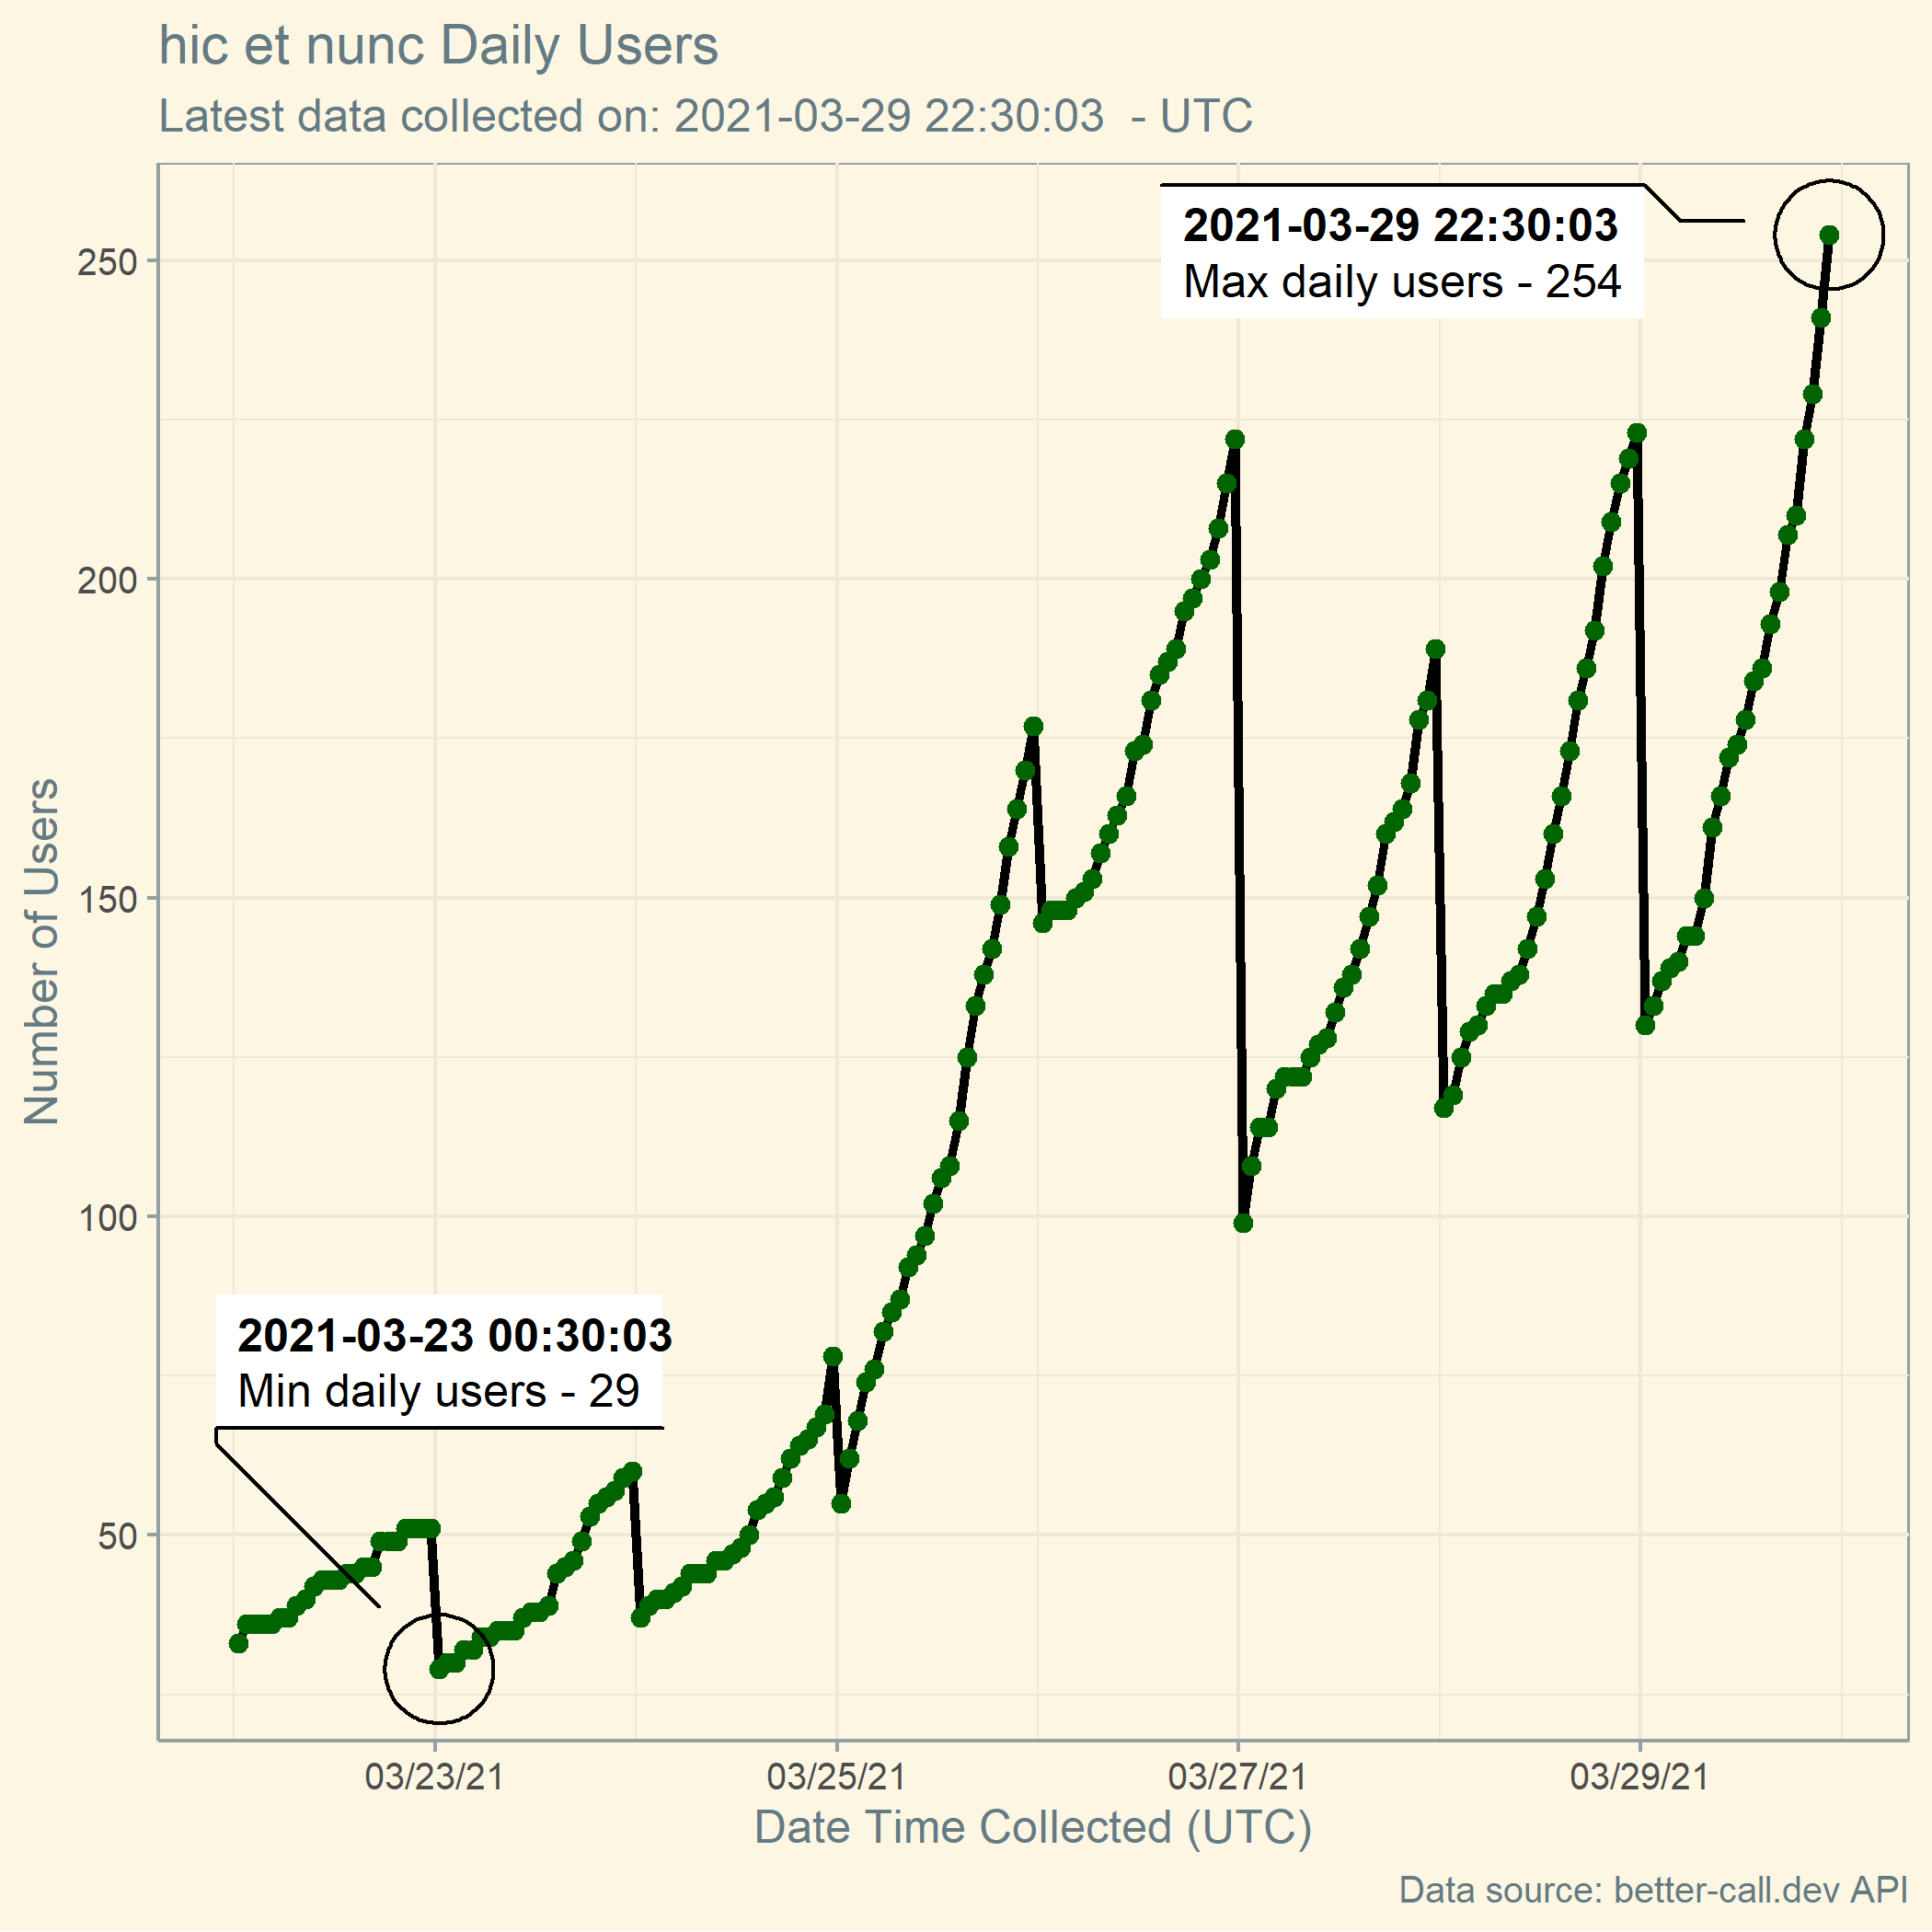 hic et nunc Daily Users
Latest data collected on: 2021-03-29 22:30:03  - UTC
2021-03-29 22:30:03
Max daily users - 254
250
200
150
100
50
Number of Users
2021-03-23 00:30:03
Min daily users - 29
03/23/21
03/25/21
03/27/21
03/29/21
Date Time Collected (UTC)
Data source: better-call.dev API